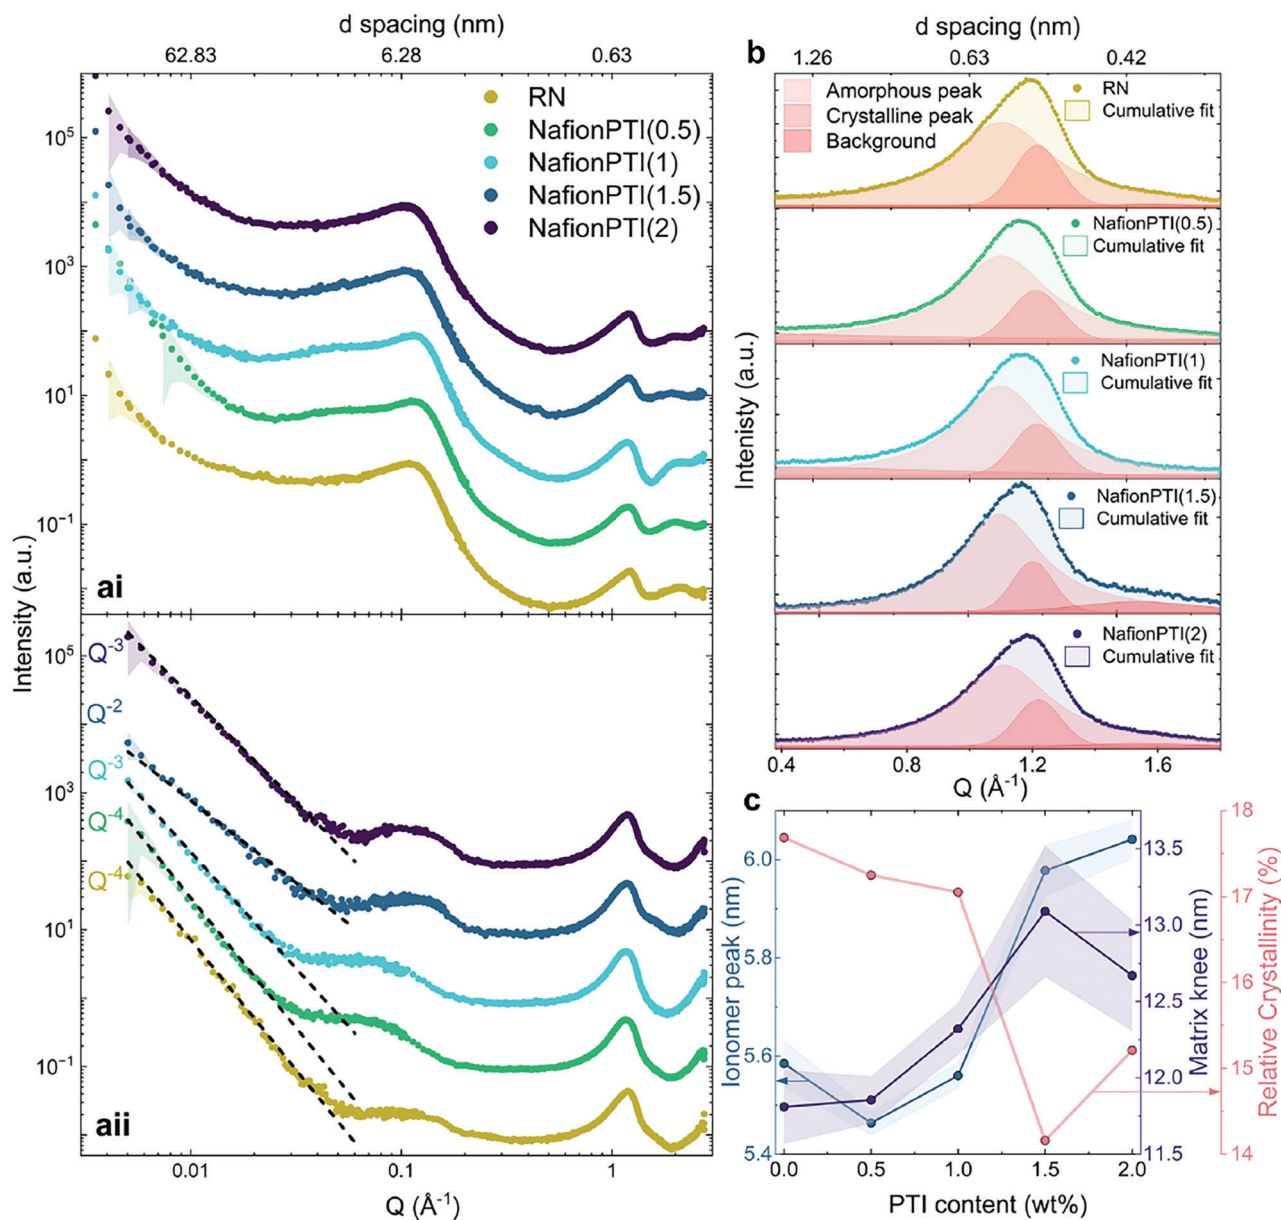 d spacing (nm)
62.83 6.28 0.63
RN
NafionPTI(0.5)
NafionPTI(1)
NafionPTI(1.5)
NafionPTI(2)
10⁵
10³
10¹
10⁻¹
ai
Intensity (a.u.)
Q⁻³
Q⁻²
Q⁻³
Q⁻⁴
Q⁻⁴
10⁵
10³
10¹
10⁻¹
aii
0.01 0.1 1
Q (Å⁻¹)
b
d spacing (nm)
1.26 0.63 0.42
Amorphous peak
Crystalline peak
Background
RN
Cumulative fit
NafionPTI(0.5)
Cumulative fit
NafionPTI(1)
Cumulative fit
NafionPTI(1.5)
Cumulative fit
NafionPTI(2)
Cumulative fit
Intenisty (a.u.)
0.4 0.8 1.2 1.6
Q (Å⁻¹)
c
Ionomer peak (nm)
6.0
5.8
5.6
5.4
Matrix knee (nm)
13.5
13.0
12.5
12.0
11.5
Relative Crystallinity (%)
18
17
16
15
14
0.0 0.5 1.0 1.5 2.0
PTI content (wt%)